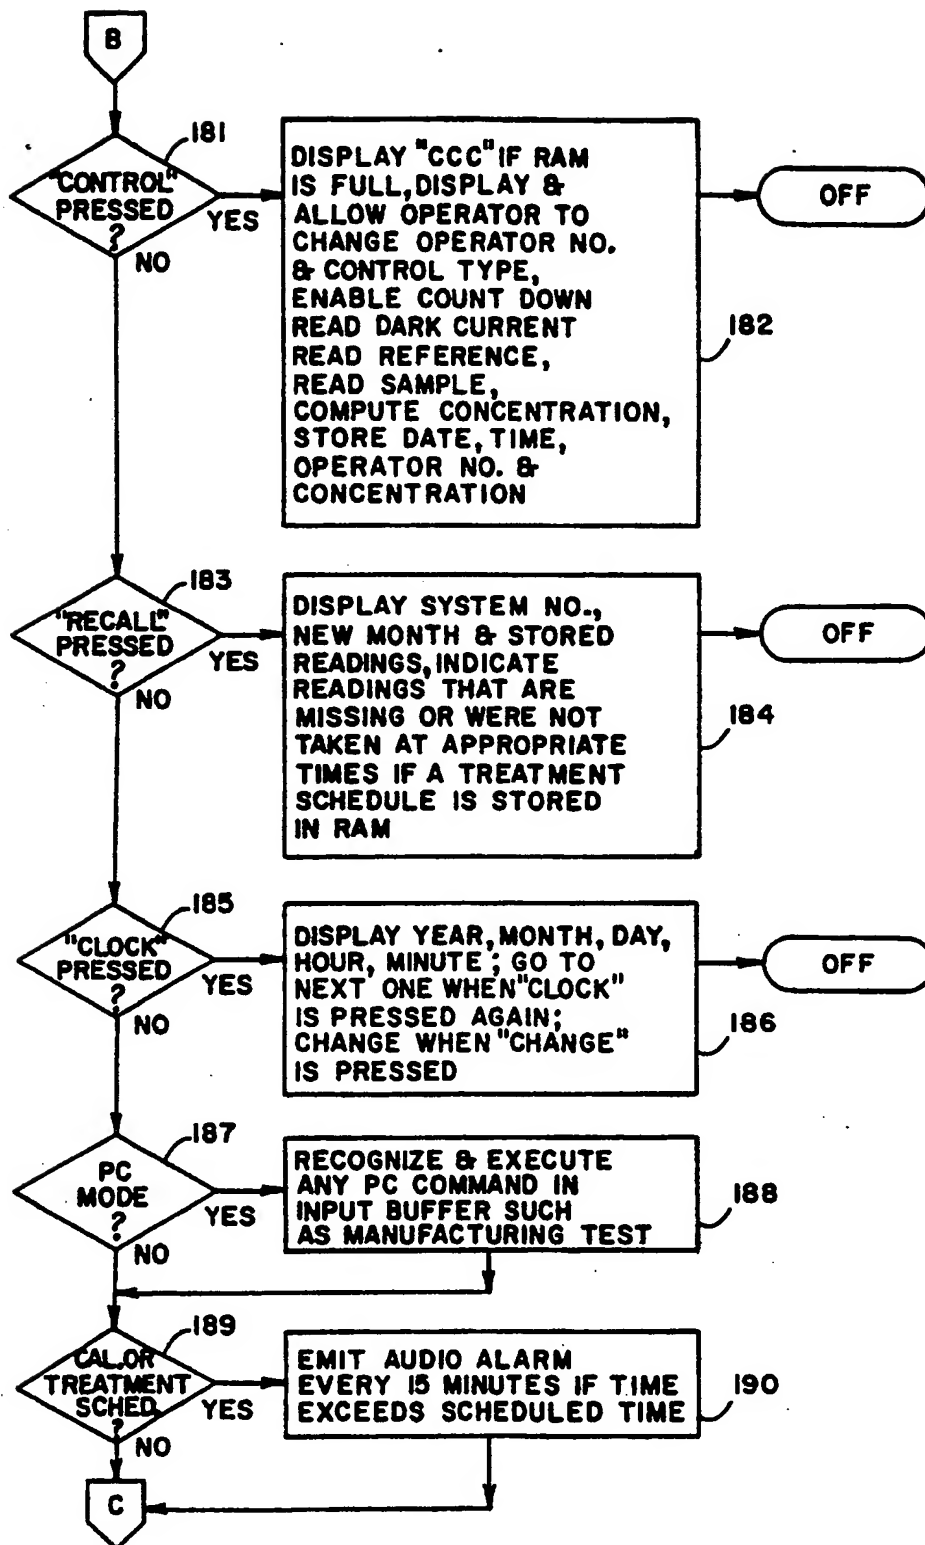 B
181
"CONTROL"
PRESSED
?
YES
NO
DISPLAY "CCC" IF RAM
IS FULL, DISPLAY &
ALLOW OPERATOR TO
CHANGE OPERATOR NO.
& CONTROL TYPE,
ENABLE COUNT DOWN
READ DARK CURRENT
READ REFERENCE,
READ SAMPLE,
COMPUTE CONCENTRATION,
STORE DATE, TIME,
OPERATOR NO. &
CONCENTRATION
182
OFF
183
"RECALL"
PRESSED
?
YES
NO
DISPLAY SYSTEM NO.,
NEW MONTH & STORED
READINGS, INDICATE
READINGS THAT ARE
MISSING OR WERE NOT
TAKEN AT APPROPRIATE
TIMES IF A TREATMENT
SCHEDULE IS STORED
IN RAM
184
OFF
185
"CLOCK"
PRESSED
?
YES
NO
DISPLAY YEAR, MONTH, DAY,
HOUR, MINUTE; GO TO
NEXT ONE WHEN "CLOCK"
IS PRESSED AGAIN;
CHANGE WHEN "CHANGE"
IS PRESSED
186
OFF
187
PC
MODE
?
YES
NO
RECOGNIZE & EXECUTE
ANY PC COMMAND IN
INPUT BUFFER SUCH
AS MANUFACTURING TEST
188
189
CAL. OR
TREATMENT
SCHED.
?
YES
NO
EMIT AUDIO ALARM
EVERY 15 MINUTES IF TIME
EXCEEDS SCHEDULED TIME
190
C